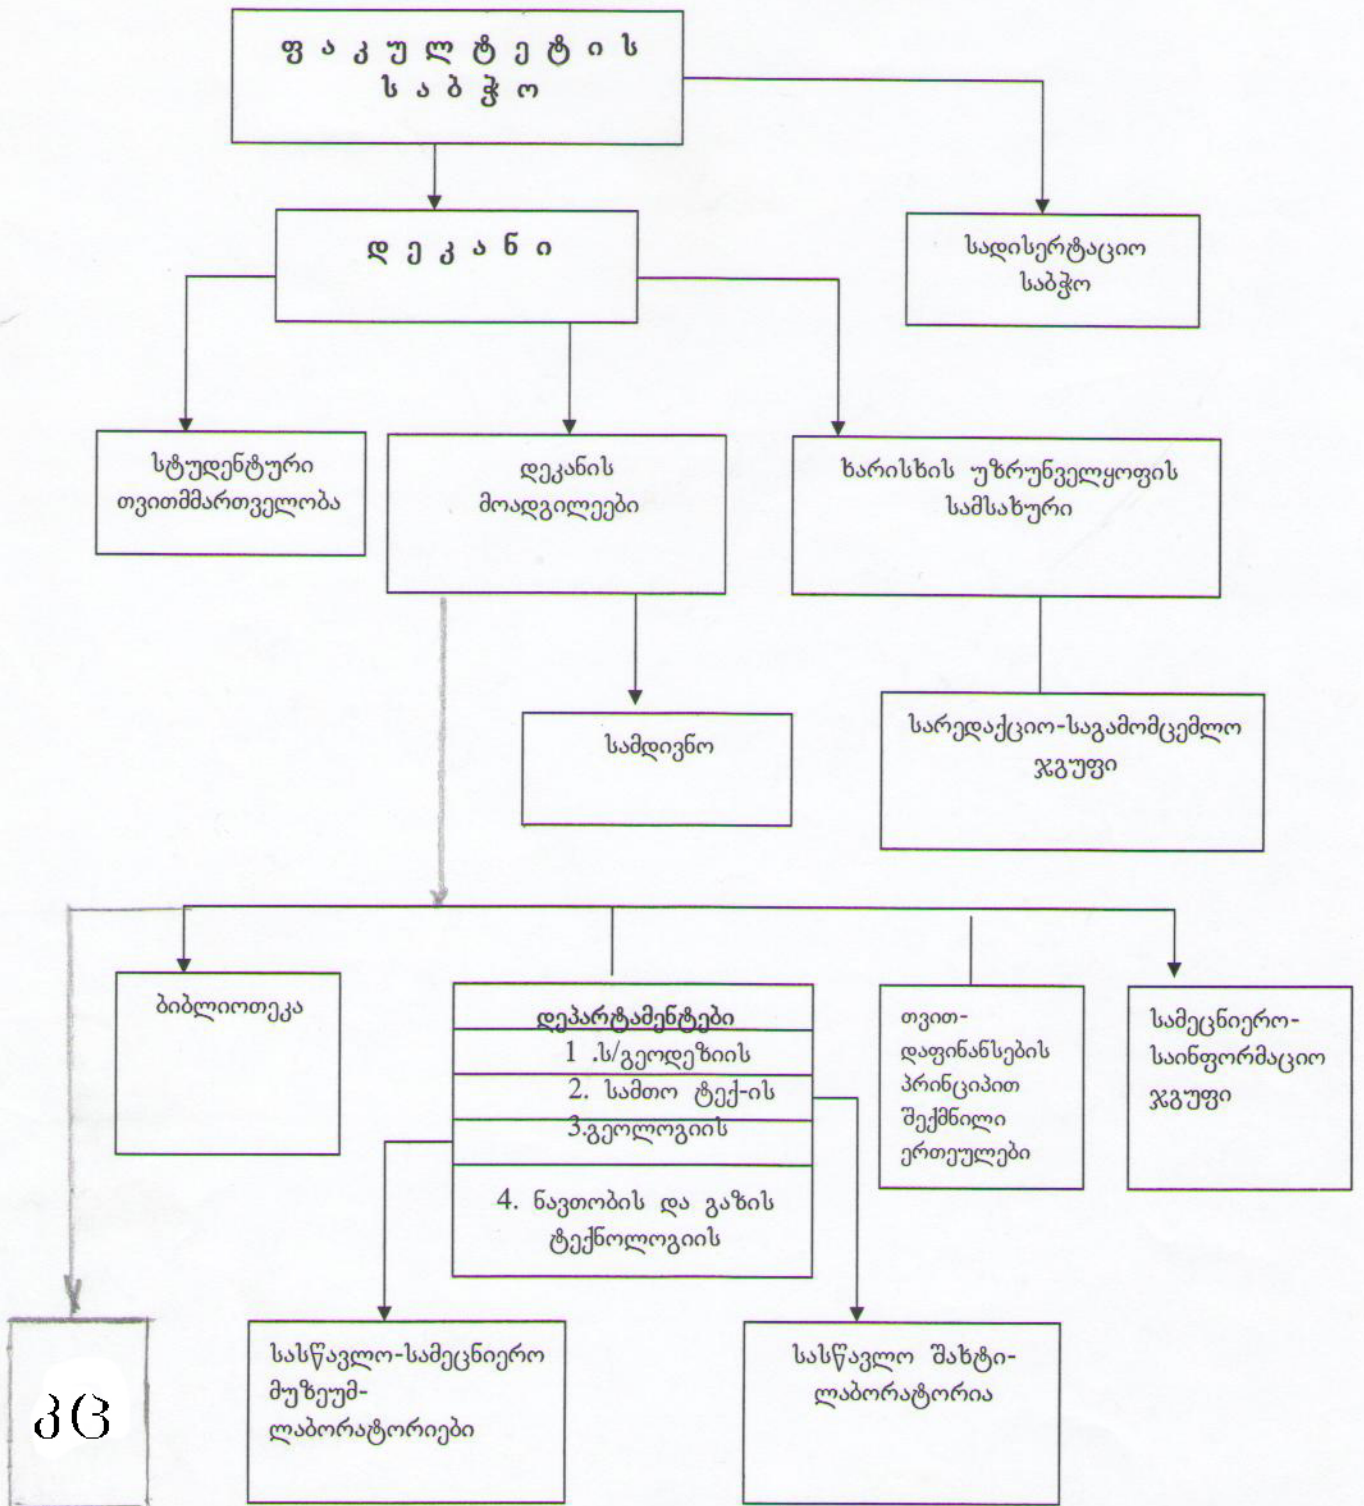 ფ ა კ უ ლ ტ ე ტ ი ს
ს ა ბ ჭ ო
დ ე კ ა ნ ი
სადისერტაციო
საბჭო
სტუდენტური
თვითმმართველობა
დეკანის
მოადგილეები
ხარისხის უზრუნველყოფის
სამსახური
სამდივნო
სარედაქციო-საგამომცემლო
ჯგუფი
ბიბლიოთეკა
დეპარტამენტები
1 .ს/გეოდეზიის
2. სამთო ტექ-ის
3.გეოლოგიის
4. ნავთობის და გაზის
ტექნოლოგიის
თვით-
დაფინანსების
პრინციპით
შექმნილი
ერთეულები
სამეცნიერო-
საინფორმაციო
ჯგუფი
კც
სასწავლო-სამეცნიერო
მუზეუმ-
ლაბორატორიები
სასწავლო შახტი-
ლაბორატორია